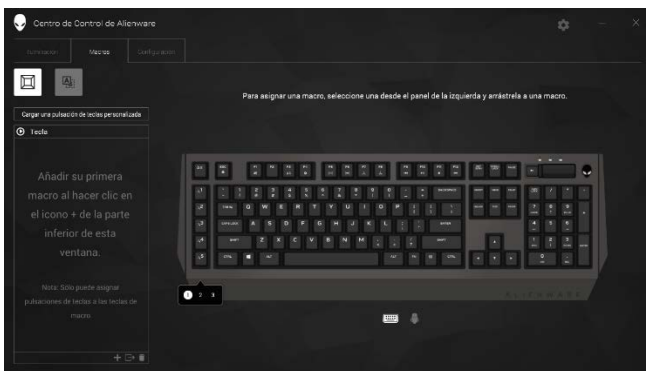 Centro de Control de Alienware
Iluminación Macros Configuración
Para asignar una macro, seleccione una desde el panel de la izquierda y arrástrela a una macro.
Cargar una pulsación de teclas personalizada
Tecla
Añadir su primera
macro al hacer clic en
el icono + de la parte
inferior de esta
ventana.
Nota: Sólo puede asignar
pulsaciones de teclas a las teclas de
macro.
Q W E R T Y U I O P
A S D F G H J K L
Z X C V B N M
1 2 3
ALIENWARE